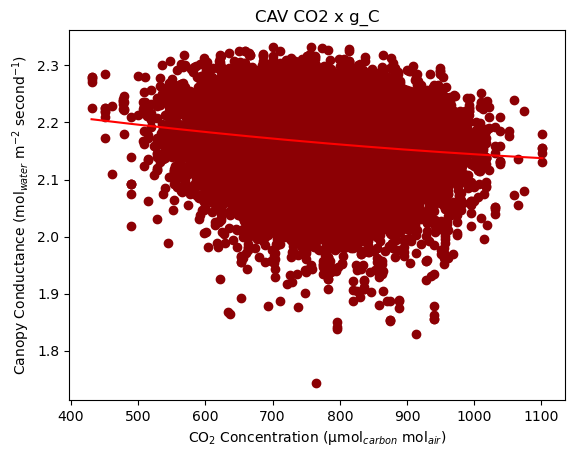 CAV CO2 x g_C
Canopy Conductance (mol_water m⁻² second⁻¹)
2.3
2.2
2.1
2.0
1.9
1.8
400 500 600 700 800 900 1000 1100
CO₂ Concentration (μmol_carbon mol_air)